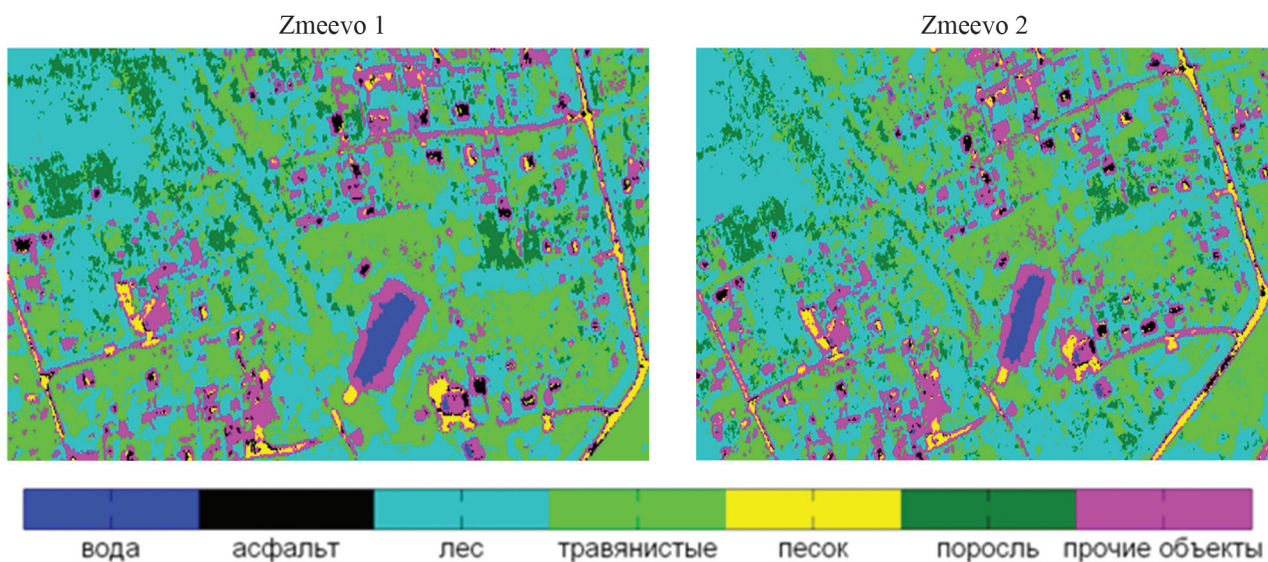 Zmeevo 1 Zmeevo 2
вода асфальт лес травянистые песок поросль прочие объекты